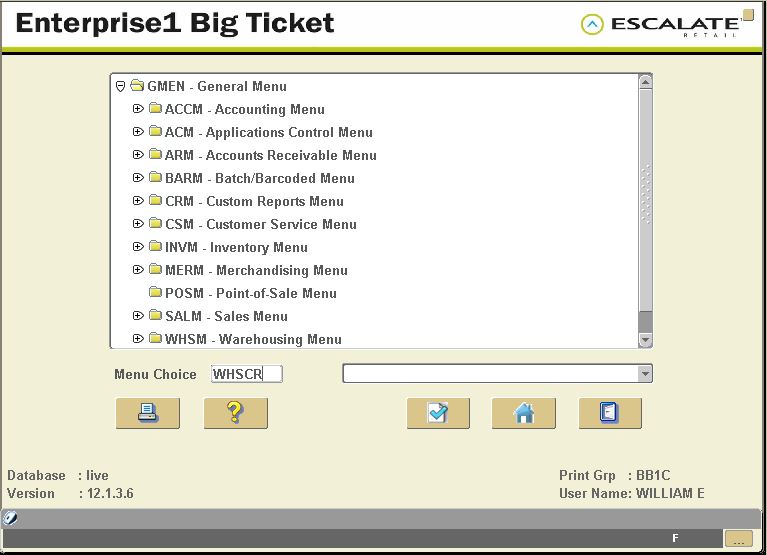 Enterprise1 Big Ticket
ESCALATE
RETAIL
GMEN - General Menu
ACCM - Accounting Menu
ACM - Applications Control Menu
ARM - Accounts Receivable Menu
BARM - Batch/Barcoded Menu
CRM - Custom Reports Menu
CSM - Customer Service Menu
INVM - Inventory Menu
MERM - Merchandising Menu
POSM - Point-of-Sale Menu
SALM - Sales Menu
WHSM - Warehousing Menu
Menu Choice WHSCR
Database : live
Print Grp : BB1C
Version : 12.1.3.6
User Name: WILLIAM E
F
...